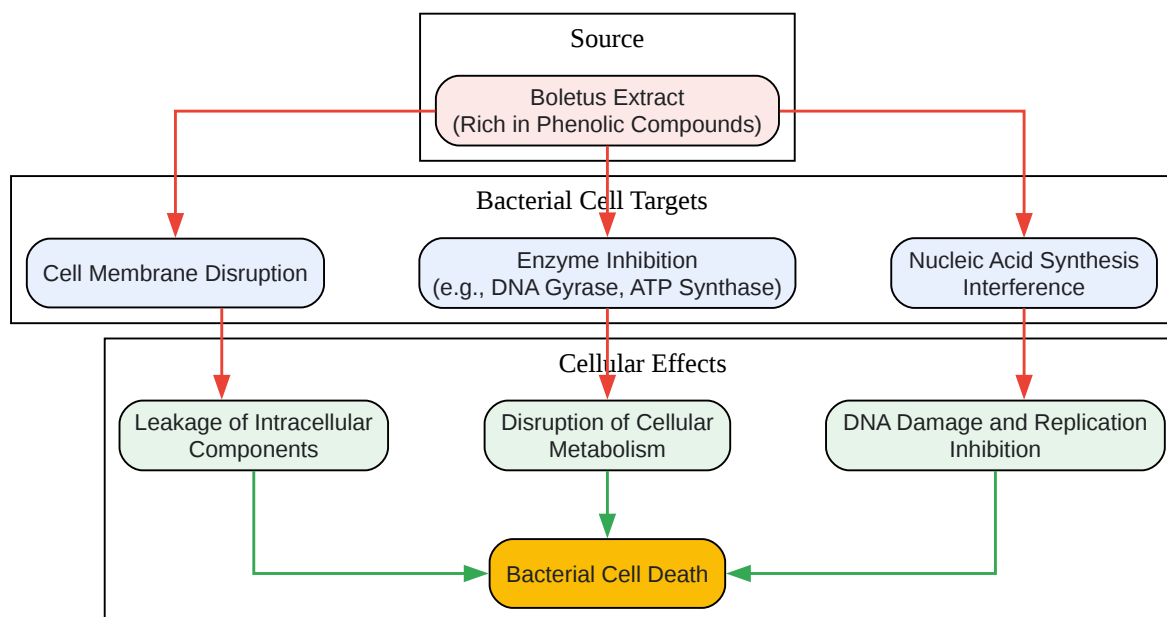 Source
Boletus Extract
(Rich in Phenolic Compounds)
Bacterial Cell Targets
Cell Membrane Disruption
Enzyme Inhibition
(e.g., DNA Gyrase, ATP Synthase)
Nucleic Acid Synthesis
Interference
Cellular Effects
Leakage of Intracellular
Components
Disruption of Cellular
Metabolism
DNA Damage and Replication
Inhibition
Bacterial Cell Death